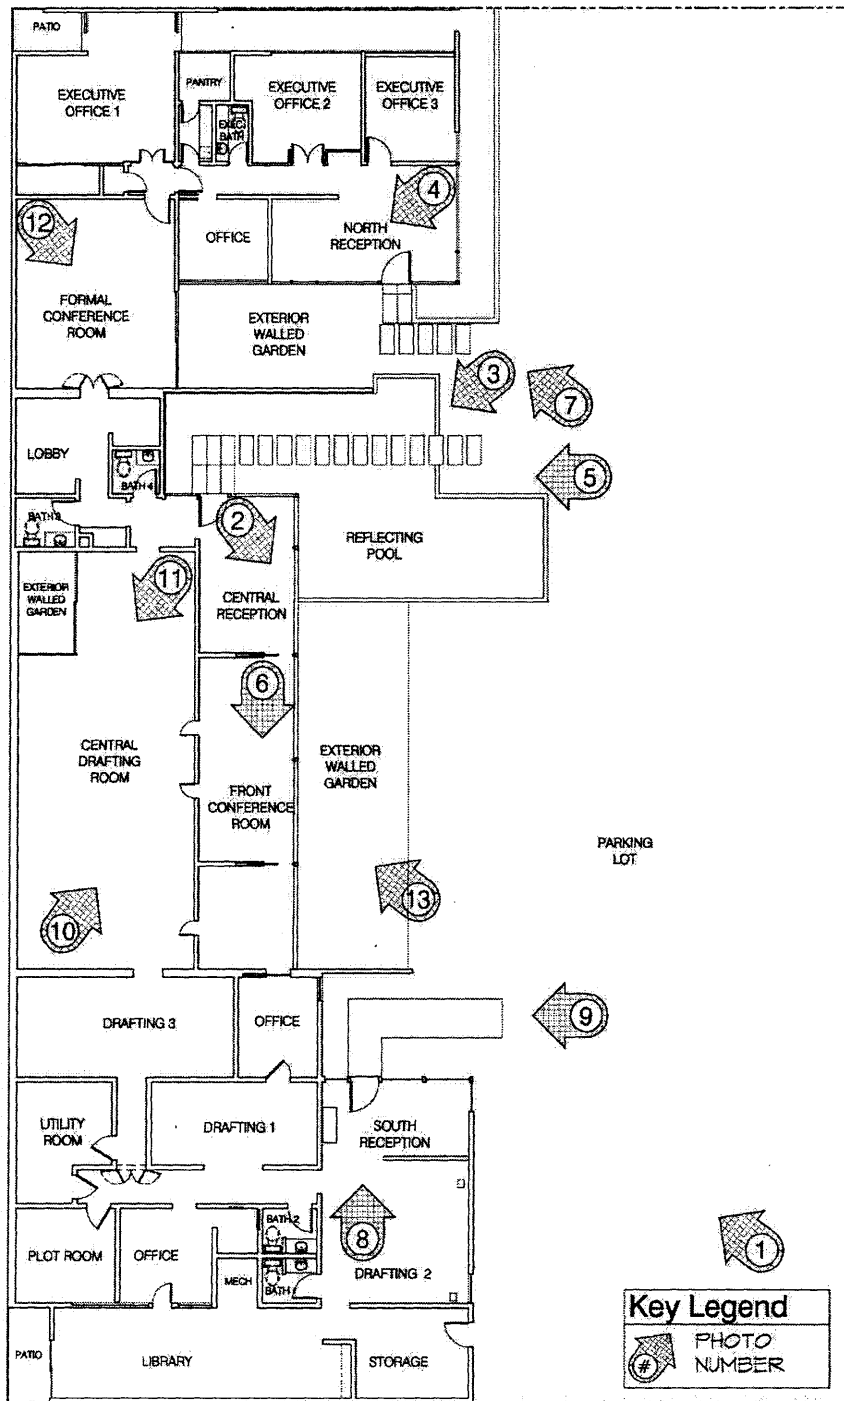 PATIO
EXECUTIVE
OFFICE 1
PANTRY
EXEC.
BATH
EXECUTIVE
OFFICE 2
EXECUTIVE
OFFICE 3
4
12
OFFICE
NORTH
RECEPTION
FORMAL
CONFERENCE
ROOM
EXTERIOR
WALLED
GARDEN
3
7
LOBBY
BATH 4
5
BATH 3
2
REFLECTING
POOL
11
EXTERIOR
WALLED
GARDEN
CENTRAL
RECEPTION
6
CENTRAL
DRAFTING
ROOM
EXTERIOR
WALLED
GARDEN
FRONT
CONFERENCE
ROOM
PARKING
LOT
13
10
DRAFTING 3
OFFICE
9
UTILITY
ROOM
DRAFTING 1
SOUTH
RECEPTION
BATH 2
8
1
PLOT ROOM
OFFICE
MECH
BATH
DRAFTING 2
Key Legend
#
PHOTO
NUMBER
PATIO
LIBRARY
STORAGE